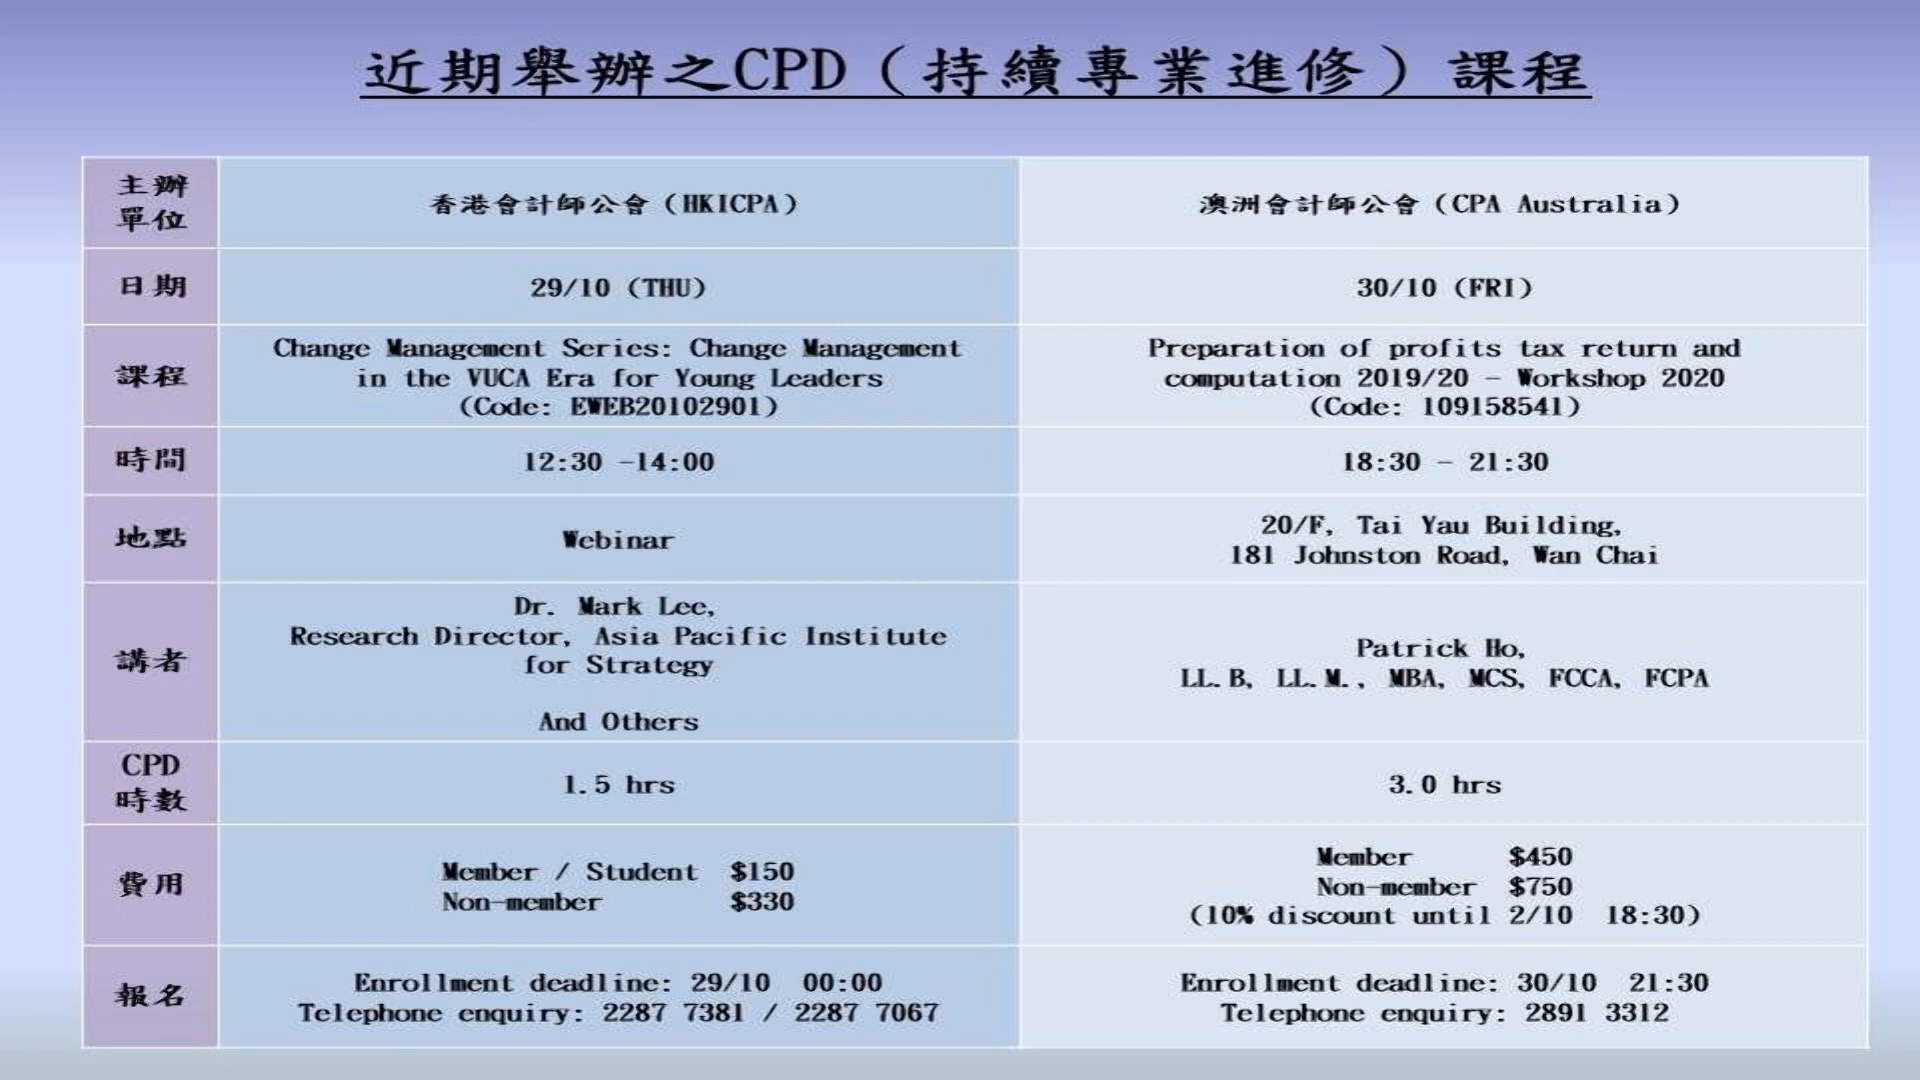 近期舉辦之CPD（持續專業進修）課程
主辦
單位
香港會計師公會（HKICPA）
澳洲會計師公會（CPA Australia）
日期
29/10 (THU)
30/10 (FRI)
課程
Change Management Series: Change Management
in the VUCA Era for Young Leaders
(Code: EWEB20102901)
Preparation of profits tax return and
computation 2019/20 – Workshop 2020
(Code: 109158541)
時間
12:30 –14:00
18:30 – 21:30
地點
Webinar
20/F, Tai Yau Building,
181 Johnston Road, Wan Chai
講者
Dr. Mark Lee,
Research Director, Asia Pacific Institute
for Strategy
And Others
Patrick Ho,
LL.B, LL.M., MBA, MCS, FCCA, FCPA
CPD
時數
1.5 hrs
3.0 hrs
費用
Member / Student $150
Non-member $330
Member $450
Non-member $750
(10% discount until 2/10 18:30)
報名
Enrollment deadline: 29/10 00:00
Telephone enquiry: 2287 7381 / 2287 7067
Enrollment deadline: 30/10 21:30
Telephone enquiry: 2891 3312